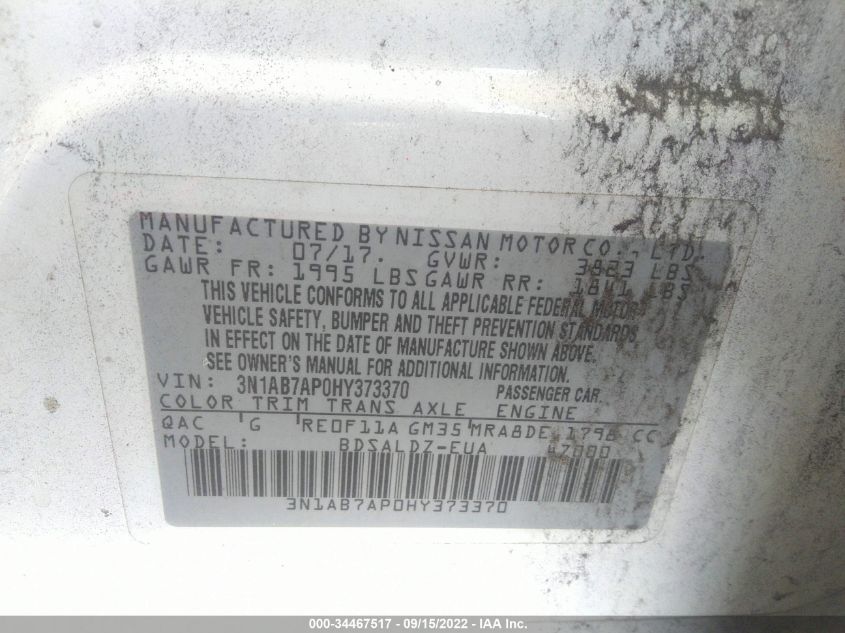 MANUFACTURED BY NISSAN MOTOR CO., LTD.
DATE: 07/17. GVWR: 3823 LBS
GAWR FR: 1995 LBS GAWR RR: 1841 LBS
THIS VEHICLE CONFORMS TO ALL APPLICABLE FEDERAL MOTOR
VEHICLE SAFETY, BUMPER AND THEFT PREVENTION STANDARDS
IN EFFECT ON THE DATE OF MANUFACTURE SHOWN ABOVE.
SEE OWNER'S MANUAL FOR ADDITIONAL INFORMATION.
VIN: 3N1AB7AP0HY373370 PASSENGER CAR
COLOR TRIM TRANS AXLE ENGINE
QAC G RE0F11A GM35 MRA8DE 1798 CC
MODEL: BDSALDZ-EUA
3N1AB7AP0HY373370
000-34467517 - 09/15/2022 - IAA Inc.